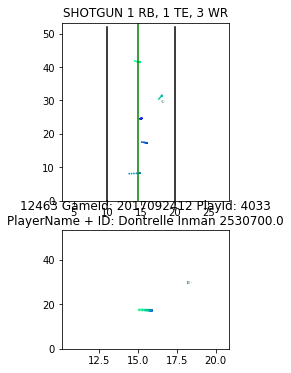 SHOTGUN 1 RB, 1 TE, 3 WR
50
40
30
20
10
0
5 10 15 20 25
12463 GameId: 2017092412 PlayId: 4033
PlayerName + ID: Dontrelle Inman 2530700.0
40
20
0
12.5 15.0 17.5 20.0